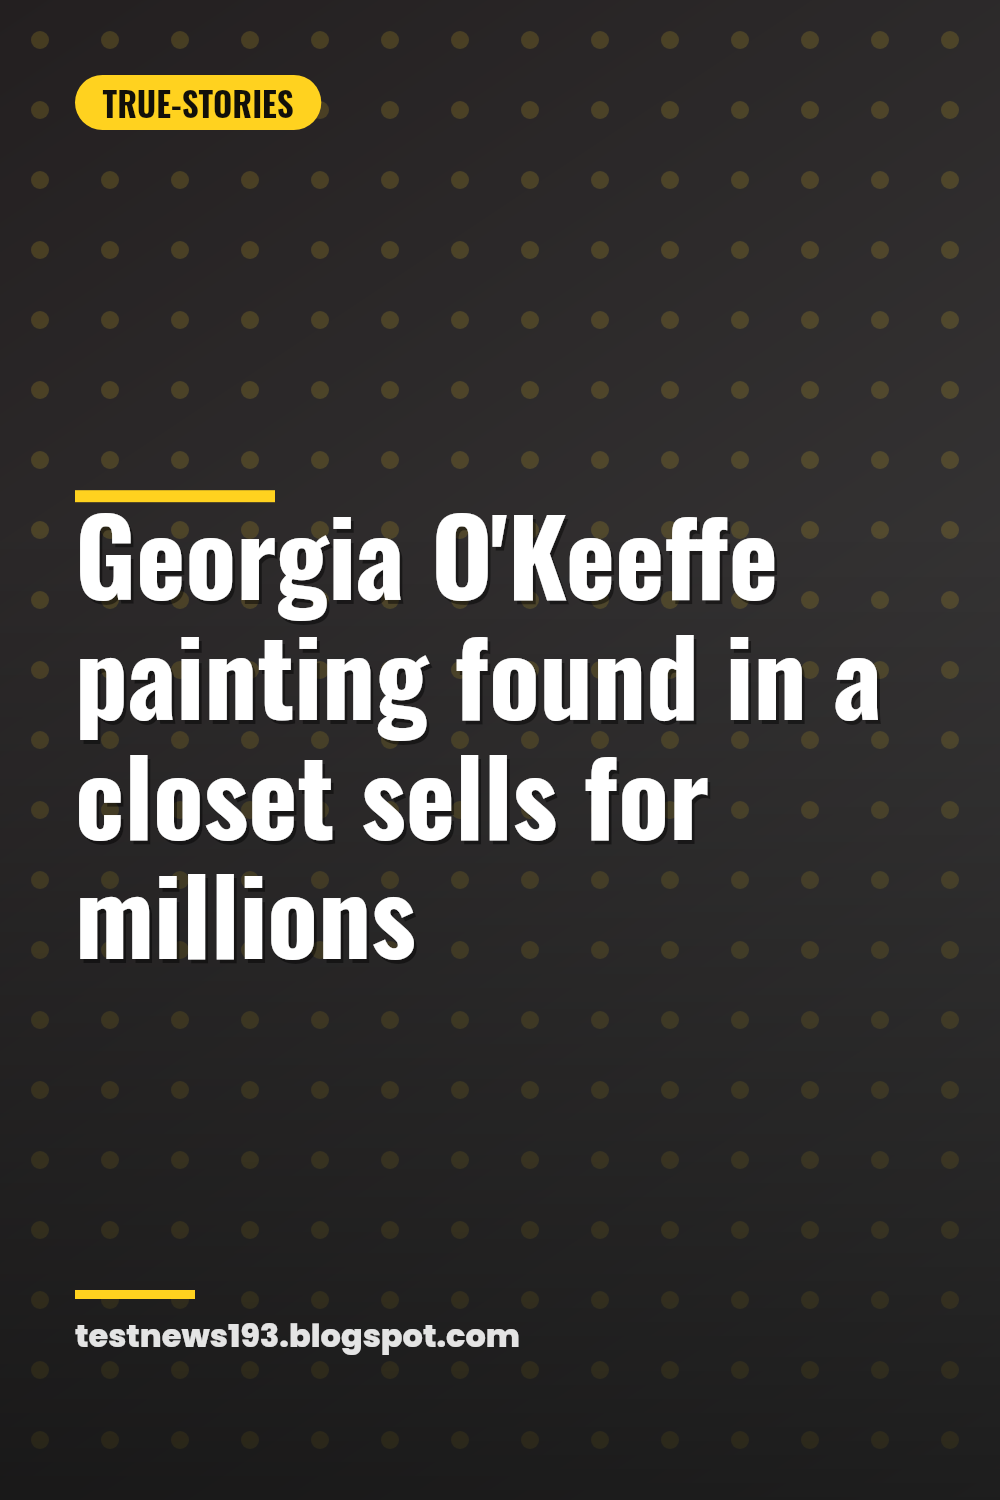 TRUE-STORIES
Georgia O'Keeffe
painting found in a
closet sells for
millions
testnews193.blogspot.com